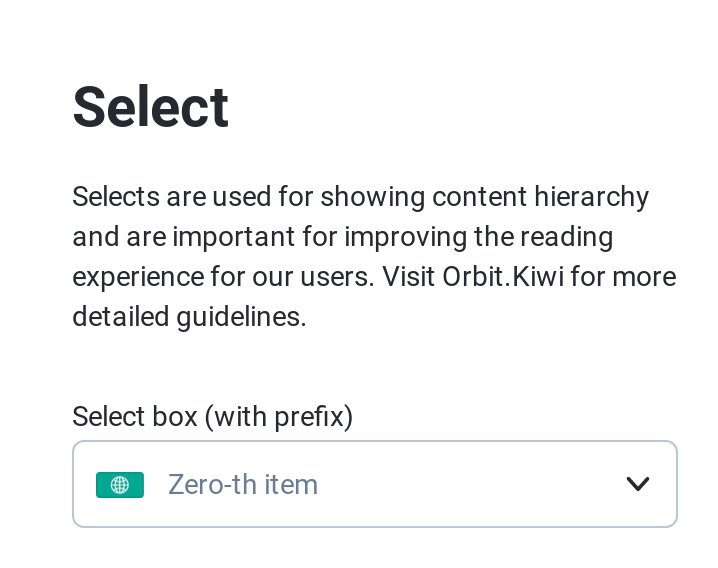 Select
Selects are used for showing content hierarchy
and are important for improving the reading
experience for our users. Visit Orbit.Kiwi for more
detailed guidelines.
Select box (with prefix)
Zero-th item